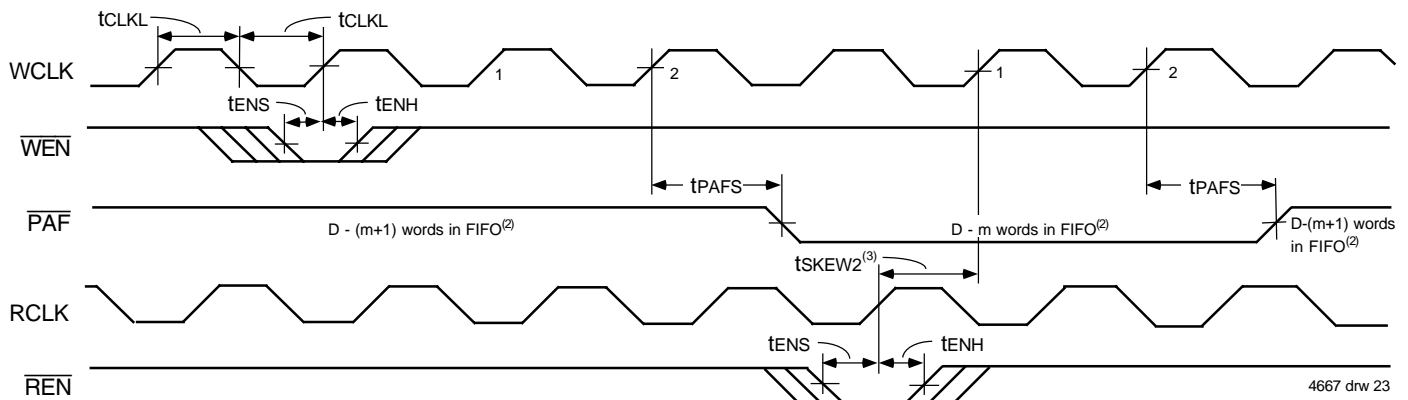 tCLKL tCLKL
WCLK 1 2 1 2
tENS tENH
WEN
tPAFS tPAFS
PAF
D - (m+1) words in FIFO(2) D - m words in FIFO(2) D-(m+1) words
in FIFO(2)
tSKEW2(3)
RCLK
tENS tENH
REN
4667 drw 23